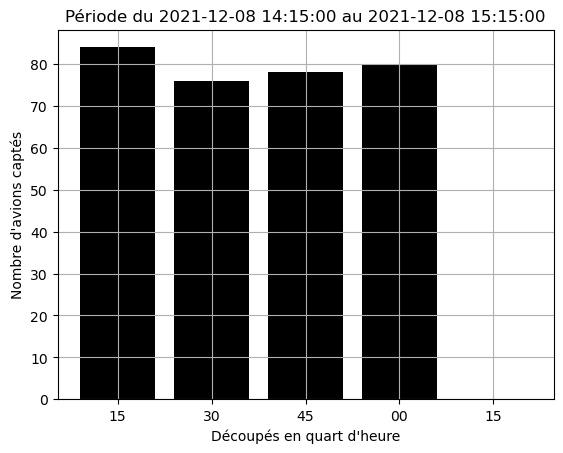 Période du 2021-12-08 14:15:00 au 2021-12-08 15:15:00
Nombre d'avions captés
80
70
60
50
40
30
20
10
0
15 30 45 00 15
Découpés en quart d'heure